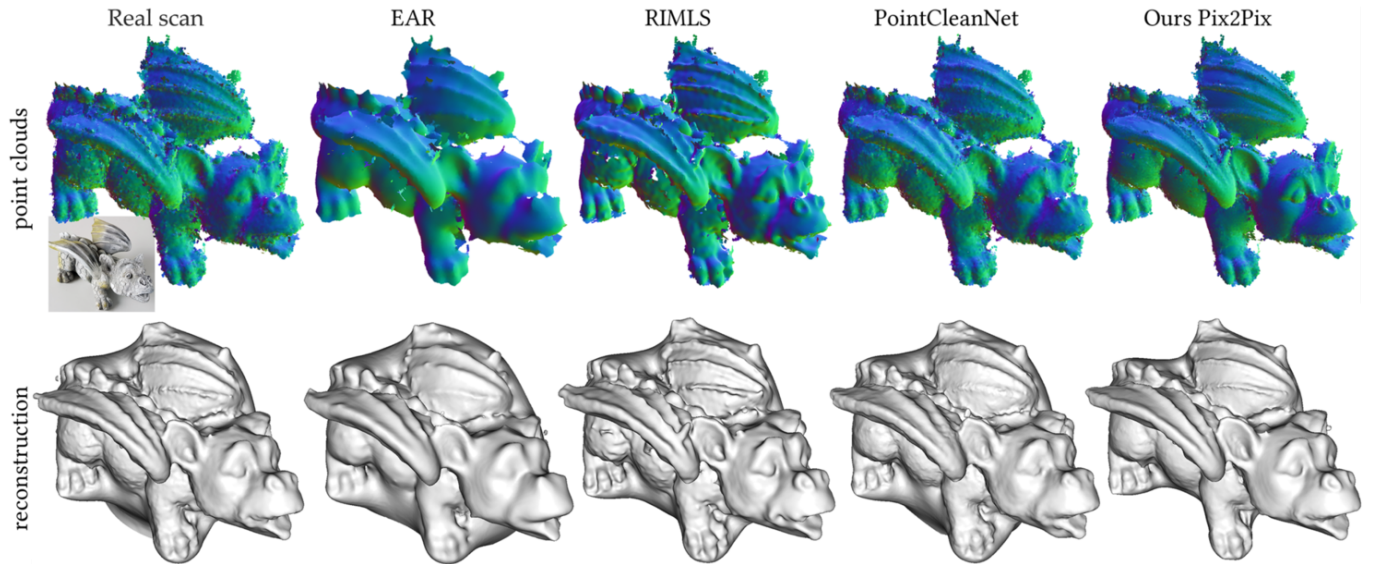 Real scan
EAR
RIMLS
PointCleanNet
Ours Pix2Pix
point clouds
reconstruction